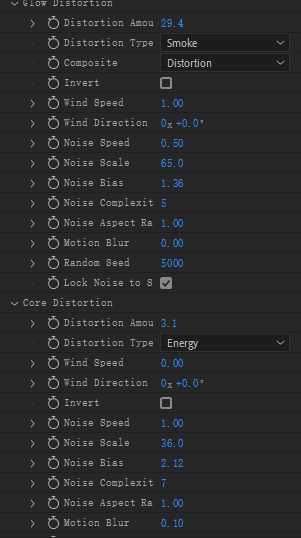 Glow Distortion
Distortion Amou 29.4
Distortion Type Smoke
Composite Distortion
Invert
Wind Speed 1.00
Wind Direction 0x+0.0°
Noise Speed 0.50
Noise Scale 65.0
Noise Bias 1.36
Noise Complexit 5
Noise Aspect Ra 1.00
Motion Blur 0.00
Random Seed 5000
Lock Noise to S
Core Distortion
Distortion Amou 3.1
Distortion Type Energy
Wind Speed 0.00
Wind Direction 0x+0.0°
Invert
Noise Speed 1.00
Noise Scale 36.0
Noise Bias 2.12
Noise Complexit 7
Noise Aspect Ra 1.00
Motion Blur 0.10